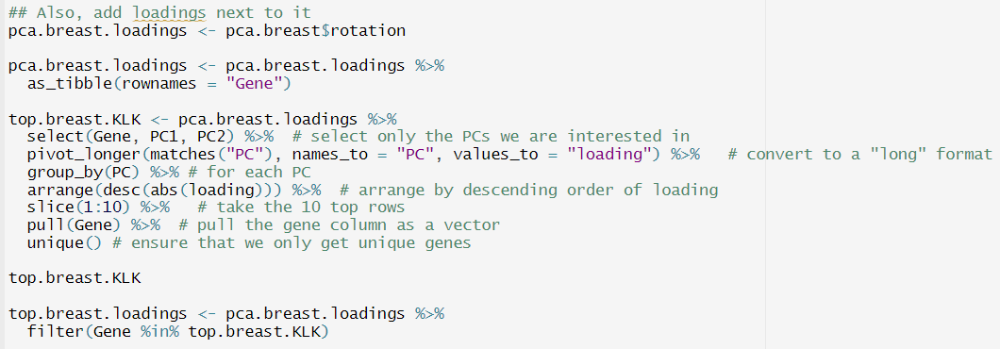 ## Also, add loadings next to it
pca.breast.loadings <- pca.breast$rotation
pca.breast.loadings <- pca.breast.loadings %>%
  as_tibble(rownames = "Gene")
top.breast.KLK <- pca.breast.loadings %>%
  select(Gene, PC1, PC2) %>%  # select only the PCs we are interested in
  pivot_longer(matches("PC"), names_to = "PC", values_to = "loading") %>%   # convert to a "long" format
  group_by(PC) %>% # for each PC
  arrange(desc(abs(loading))) %>%  # arrange by descending order of loading
  slice(1:10) %>%   # take the 10 top rows
  pull(Gene) %>%  # pull the gene column as a vector
  unique() # ensure that we only get unique genes
top.breast.KLK
top.breast.loadings <- pca.breast.loadings %>%
  filter(Gene %in% top.breast.KLK)